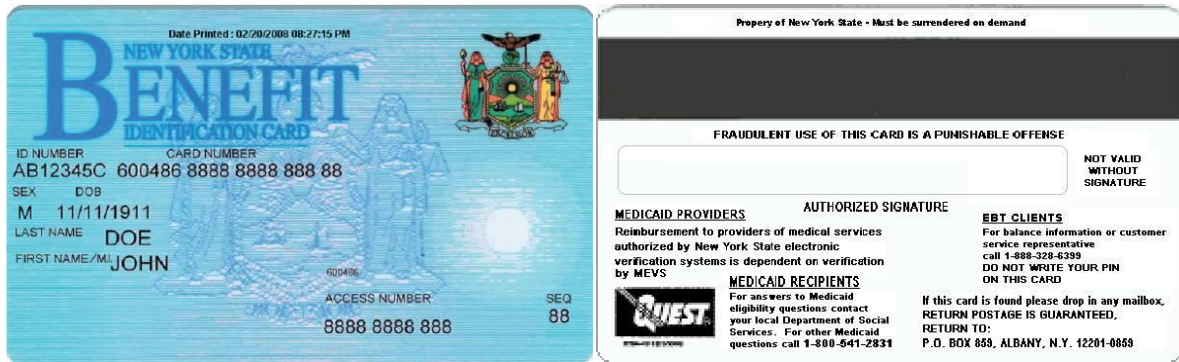 Date Printed : 02/20/2008 08:27:15 PM
NEW YORK STATE
BENEFIT
IDENTIFICATION CARD
ID NUMBER CARD NUMBER
AB12345C 600486 8888 8888 888 88
SEX DOB
M 11/11/1911
LAST NAME DOE
FIRST NAME/M.I. JOHN
600486
ACCESS NUMBER SEQ
8888 8888 888 88
EXCELSIOR
Propery of New York State - Must be surrendered on demand
FRAUDULENT USE OF THIS CARD IS A PUNISHABLE OFFENSE
NOT VALID
WITHOUT
SIGNATURE
AUTHORIZED SIGNATURE
MEDICAID PROVIDERS
Reimbursement to providers of medical services
authorized by New York State electronic
verification systems is dependent on verification
by MEVS
EBT CLIENTS
For balance information or customer
service representative
call 1-888-328-6399
DO NOT WRITE YOUR PIN
ON THIS CARD
QUEST
MEDICAID RECIPIENTS
For answers to Medicaid
eligibility questions contact
your local Department of Social
Services. For other Medicaid
questions call 1-800-541-2831
If this card is found please drop in any mailbox,
RETURN POSTAGE IS GUARANTEED,
RETURN TO:
P.O. BOX 859, ALBANY, N.Y. 12201-0859